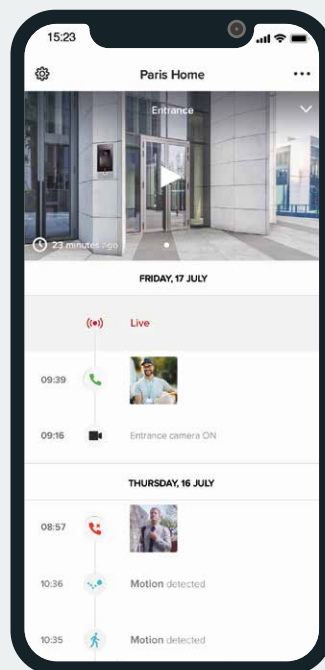 15:23
Paris Home
Entrance
23 minutes ago
FRIDAY, 17 JULY
Live
09:39
09:16 Entrance camera ON
THURSDAY, 16 JULY
08:57
10:36 Motion detected
10:35 Motion detected